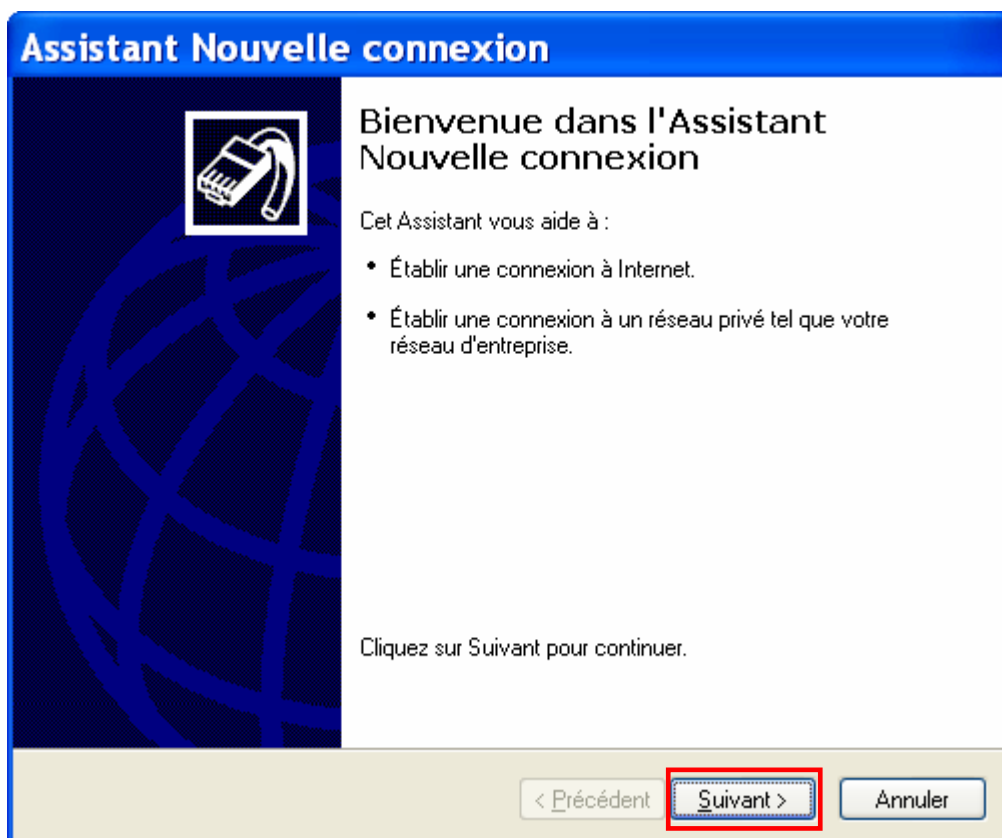 Assistant Nouvelle connexion
Bienvenue dans l'Assistant
Nouvelle connexion
Cet Assistant vous aide à :
• Établir une connexion à Internet.
• Établir une connexion à un réseau privé tel que votre
réseau d'entreprise.
Cliquez sur Suivant pour continuer.
< Précédent Suivant > Annuler